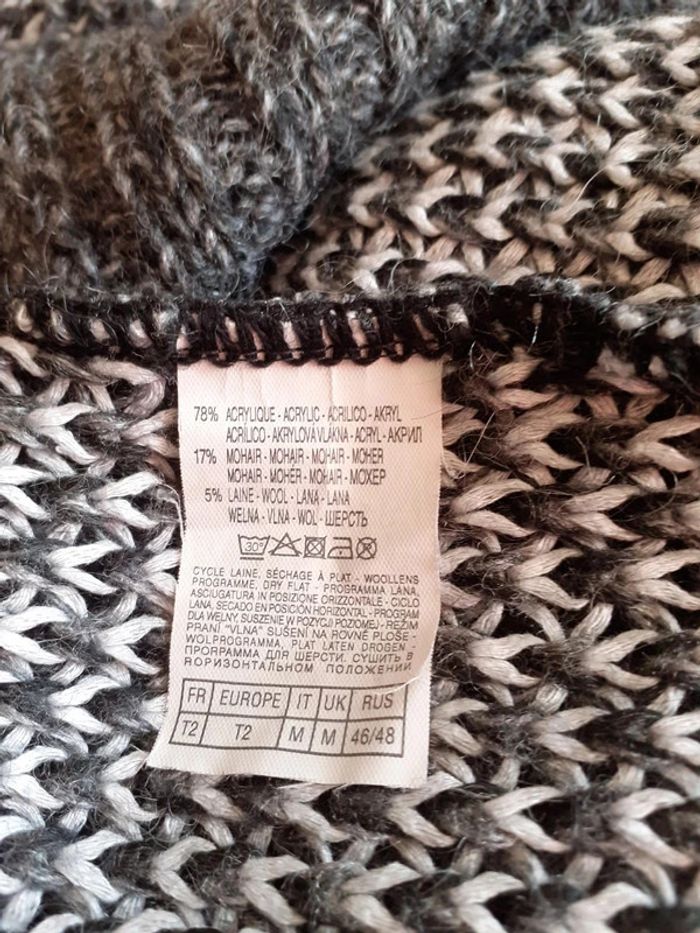 78% ACRYLIQUE - ACRYLIC - ACRILICO - AKRYL
ACRÍLICO - AKRYLOVÁ VLÁKNA - ACRYL - АКРИЛ
17% MOHAIR - MOHAIR - MOHAIR - MOHER
MOHAIR - MOHÉR - MOHAIR - МОХЕР
5% LAINE - WOOL - LANA - LANA
WEŁNA - VLNA - WOL - ШЕРСТЬ
30°
CYCLE LAINE, SÉCHAGE À PLAT - WOOLLENS
PROGRAMME, DRY FLAT - PROGRAMMA LANA,
ASCIUGATURA IN POSIZIONE ORIZZONTALE - CICLO
LANA, SECADO EN POSICIÓN HORIZONTAL - PROGRAM
DLA WEŁNY, SUSZENIE W POZYCJI POZIOMEJ - REŽIM
PRANÍ "VLNA" SUŠENÍ NA ROVNÉ PLOŠE -
WOLPROGRAMMA, PLAT LATEN DROGEN -
ПРОГРАММА ДЛЯ ШЕРСТИ. СУШИТЬ В
ГОРИЗОНТАЛЬНОМ ПОЛОЖЕНИИ
FR EUROPE IT UK RUS
T2 T2 M M 46/48